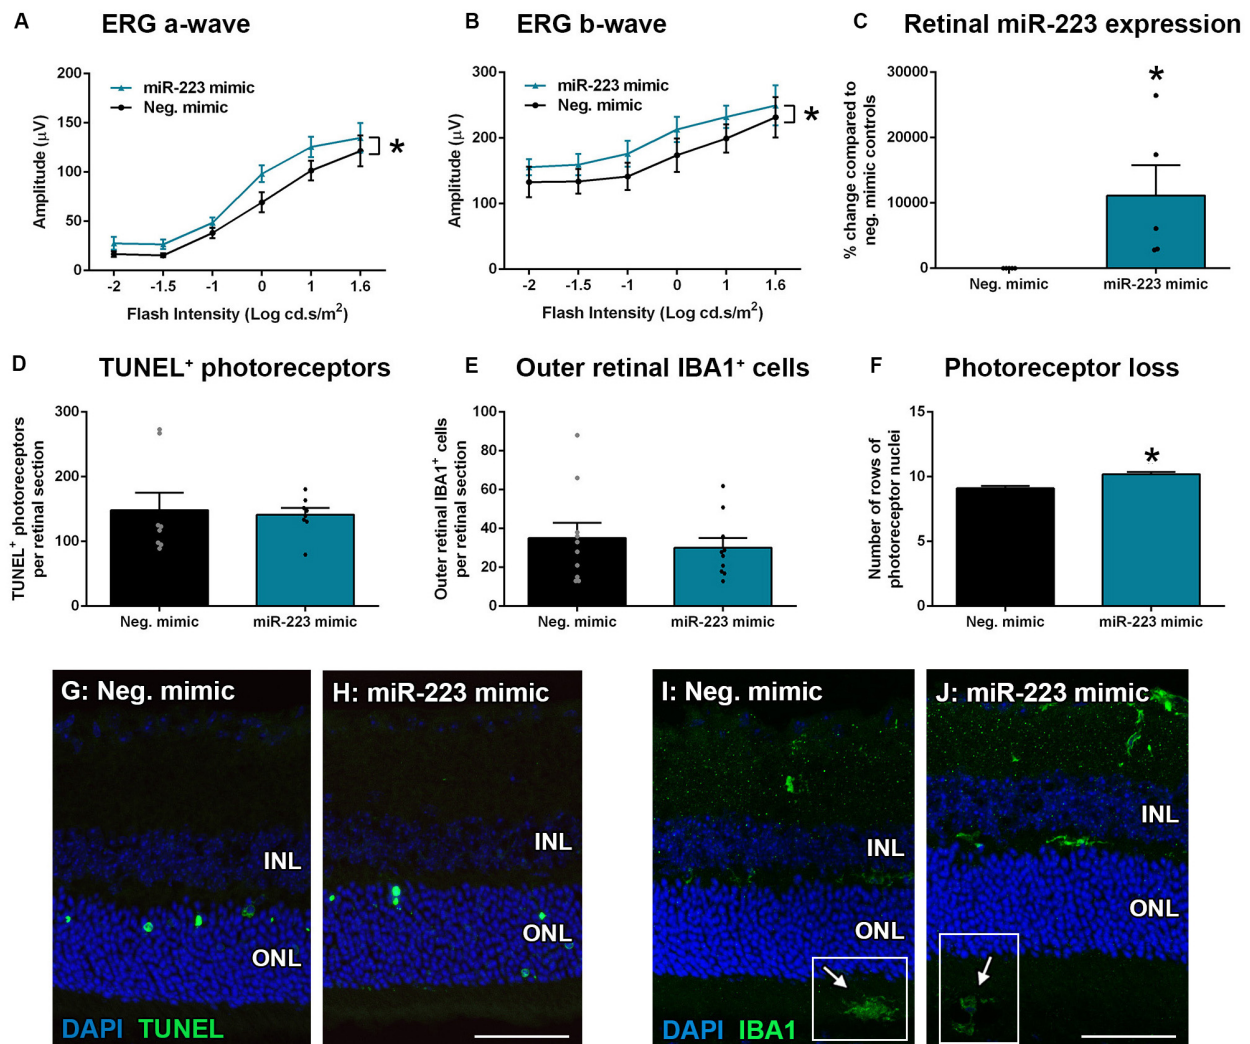 A ERG a-wave
200
150
100
50
0
Amplitude (μV)
miR-223 mimic
Neg. mimic
*
-2 -1.5 -1 0 1 1.6
Flash Intensity (Log cd.s/m²)
B ERG b-wave
300
200
100
0
Amplitude (μV)
miR-223 mimic
Neg. mimic
*
-2 -1.5 -1 0 1 1.6
Flash Intensity (Log cd.s/m²)
C Retinal miR-223 expression
30000
20000
10000
0
% change compared to
neg. mimic controls
*
Neg. mimic miR-223 mimic
D TUNEL⁺ photoreceptors
300
200
100
0
TUNEL⁺ photoreceptors
per retinal section
Neg. mimic miR-223 mimic
E Outer retinal IBA1⁺ cells
100
80
60
40
20
0
Outer retinal IBA1⁺ cells
per retinal section
Neg. mimic miR-223 mimic
F Photoreceptor loss
15
10
5
0
Number of rows of
photoreceptor nuclei
*
Neg. mimic miR-223 mimic
G: Neg. mimic
INL
ONL
DAPI TUNEL
H: miR-223 mimic
INL
ONL
I: Neg. mimic
INL
ONL
DAPI IBA1
J: miR-223 mimic
INL
ONL